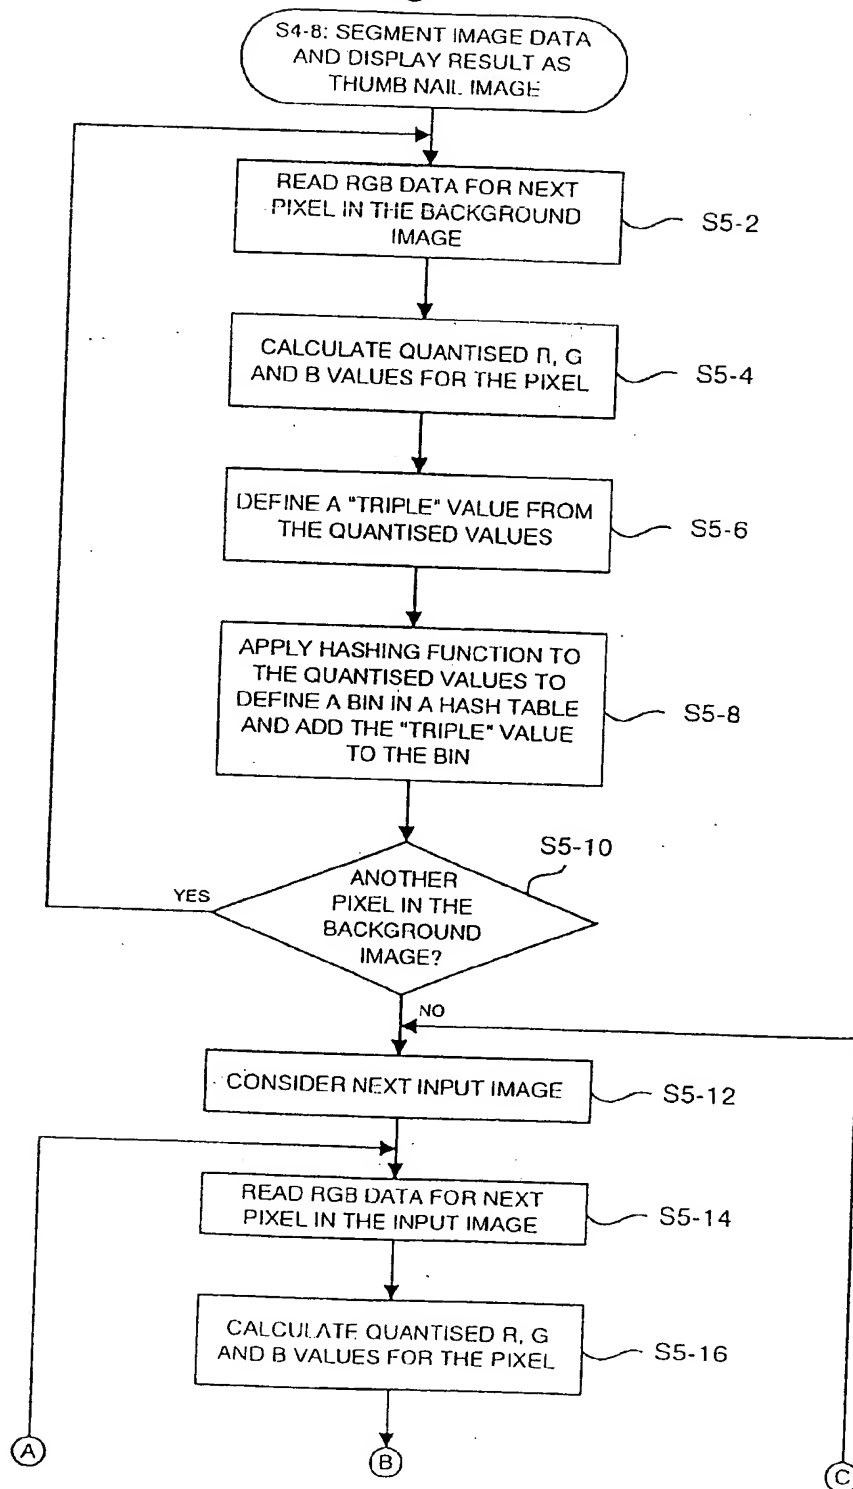 S4-8: SEGMENT IMAGE DATA
AND DISPLAY RESULT AS
THUMB NAIL IMAGE
READ RGB DATA FOR NEXT
PIXEL IN THE BACKGROUND
IMAGE
S5-2
CALCULATE QUANTISED R, G
AND B VALUES FOR THE PIXEL
S5-4
DEFINE A "TRIPLE" VALUE FROM
THE QUANTISED VALUES
S5-6
APPLY HASHING FUNCTION TO
THE QUANTISED VALUES TO
DEFINE A BIN IN A HASH TABLE
AND ADD THE "TRIPLE" VALUE
TO THE BIN
S5-8
S5-10
ANOTHER
PIXEL IN THE
BACKGROUND
IMAGE?
YES
NO
CONSIDER NEXT INPUT IMAGE
S5-12
READ RGB DATA FOR NEXT
PIXEL IN THE INPUT IMAGE
S5-14
CALCULATE QUANTISED R, G
AND B VALUES FOR THE PIXEL
S5-16
A
B
C